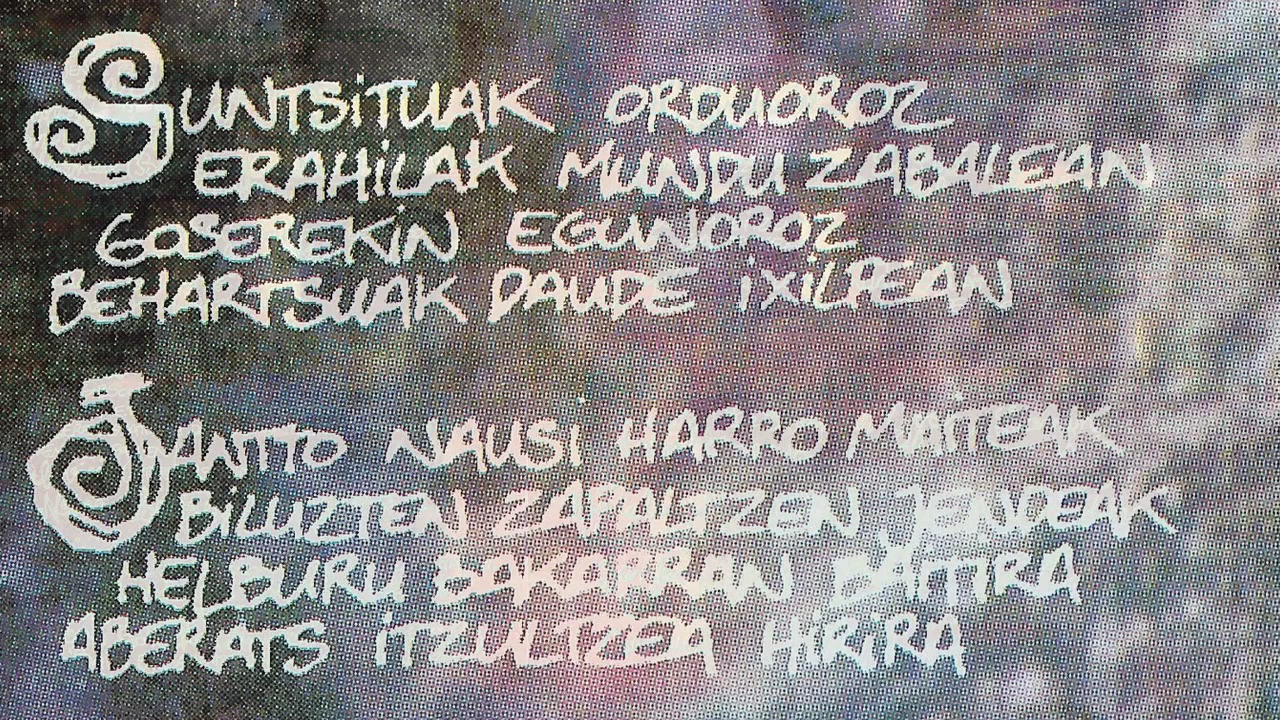 SUNTSiTUAK ORDUOROZ
ERAHiLAK MUNDU ZABALEAN
GOSEREKiN EGUNOROZ
BEHARTSUAK DAUDE iXiLPEAN
JANTTO NAUSi HARRO MAiTEAK
BiLUZTEN ZAPALTZEN JENDEAK
HELBURU BAKARRAN BAiTiRA
ABERATS iTZULTZEA HiRiRA